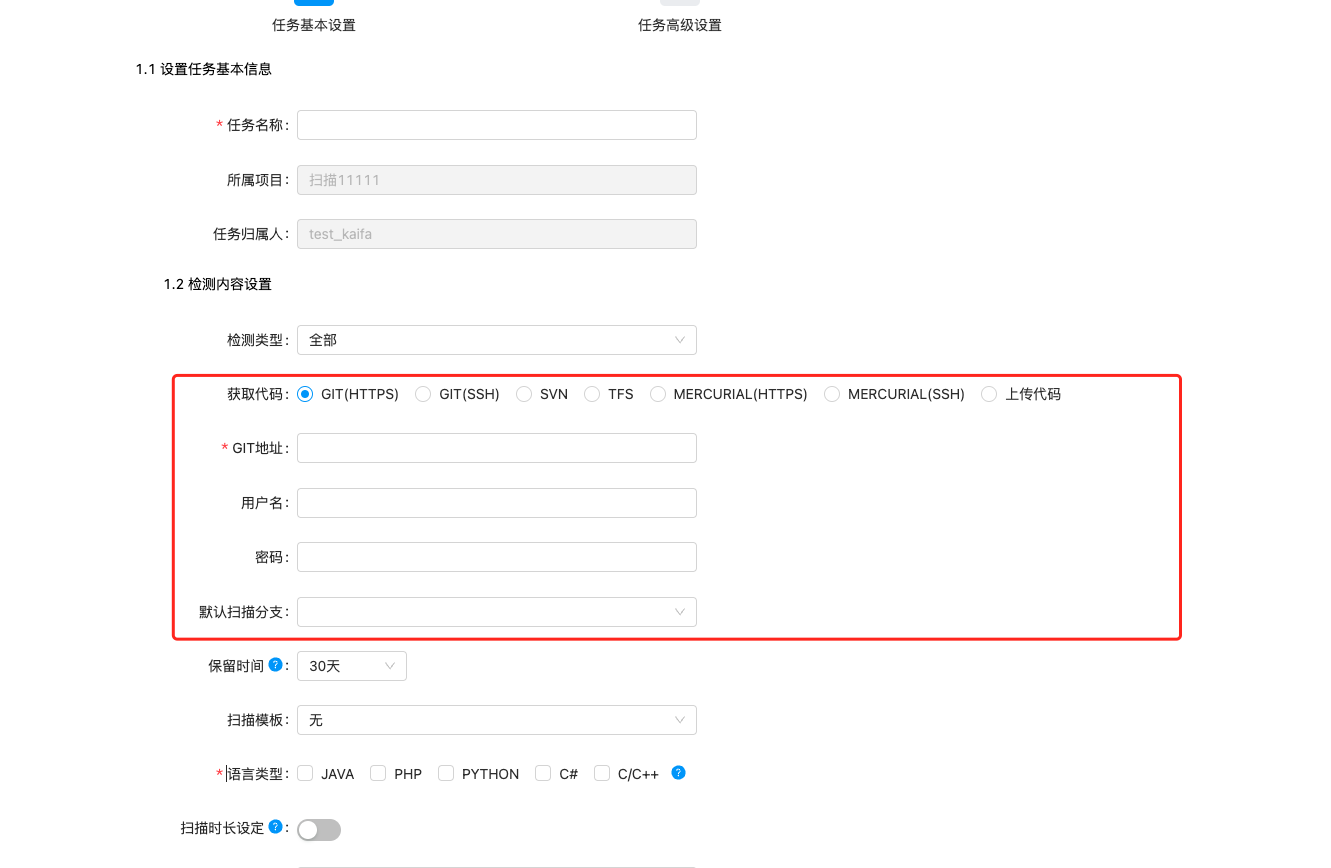 任务基本设置 任务高级设置
1.1 设置任务基本信息
* 任务名称:
所属项目: 扫描11111
任务归属人: test_kaifa
1.2 检测内容设置
检测类型: 全部
获取代码: GIT(HTTPS) GIT(SSH) SVN TFS MERCURIAL(HTTPS) MERCURIAL(SSH) 上传代码
* GIT地址:
用户名:
密码:
默认扫描分支:
保留时间 ? : 30天
扫描模板: 无
* 语言类型: JAVA PHP PYTHON C# C/C++ ?
扫描时长设定 ? :